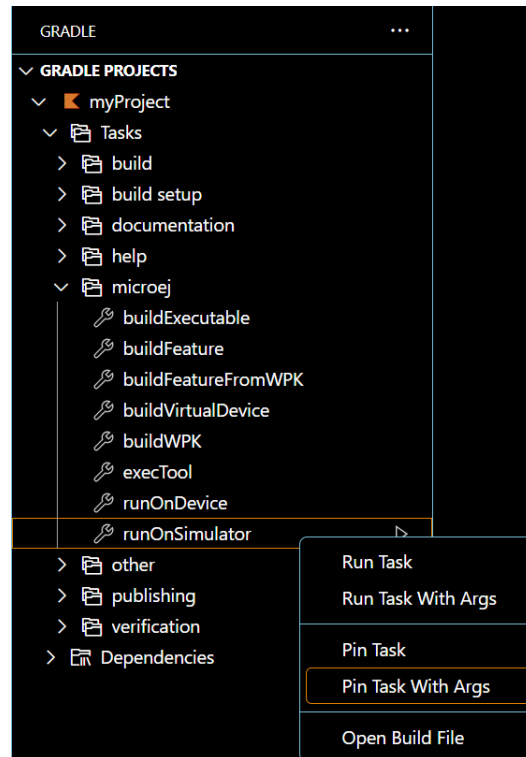 GRADLE
GRADLE PROJECTS
myProject
Tasks
build
build setup
documentation
help
microej
buildExecutable
buildFeature
buildFeatureFromWPK
buildVirtualDevice
buildWPK
execTool
runOnDevice
runOnSimulator
other
publishing
verification
Dependencies
Run Task
Run Task With Args
Pin Task
Pin Task With Args
Open Build File